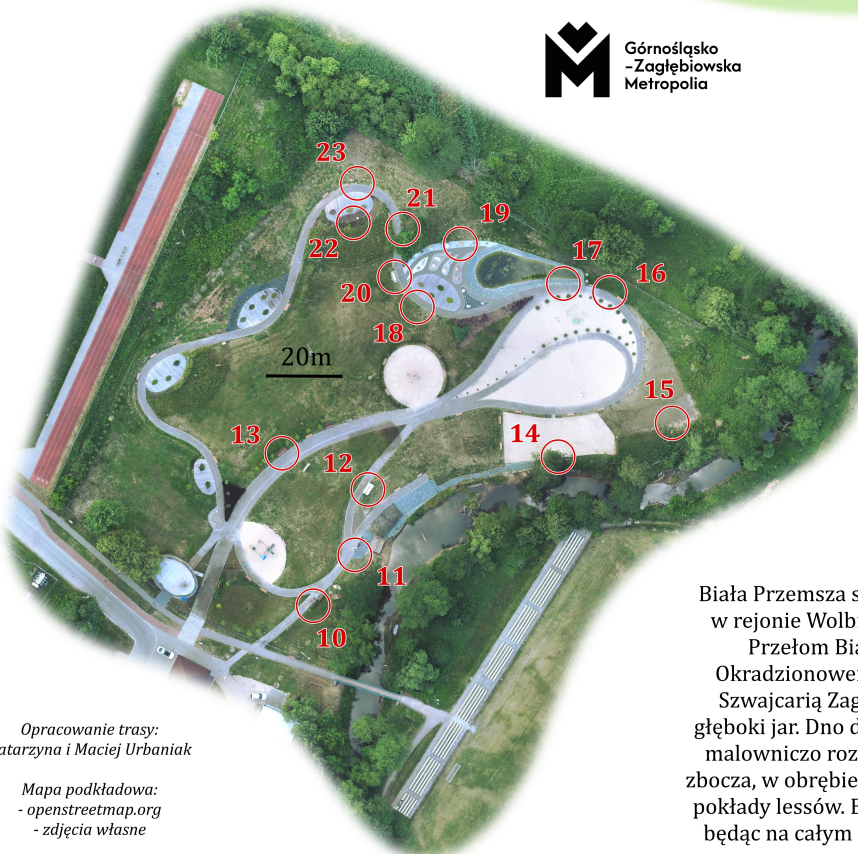 Górnośląsko
-Zagłębiowska
Metropolia
23
21
19
22
17
16
20
18
20m
15
13
14
12
11
10
Biała Przemsza s
w rejonie Wolb
Przełom Bia
Okradzionowe
Szwajcarią Zag
głęboki jar. Dno d
malowniczo roz
zbocza, w obrębie
pokłady lessów. B
będąc na całym
Opracowanie trasy:
atarzyna i Maciej Urbaniak
Mapa podkładowa:
- openstreetmap.org
- zdjęcia własne